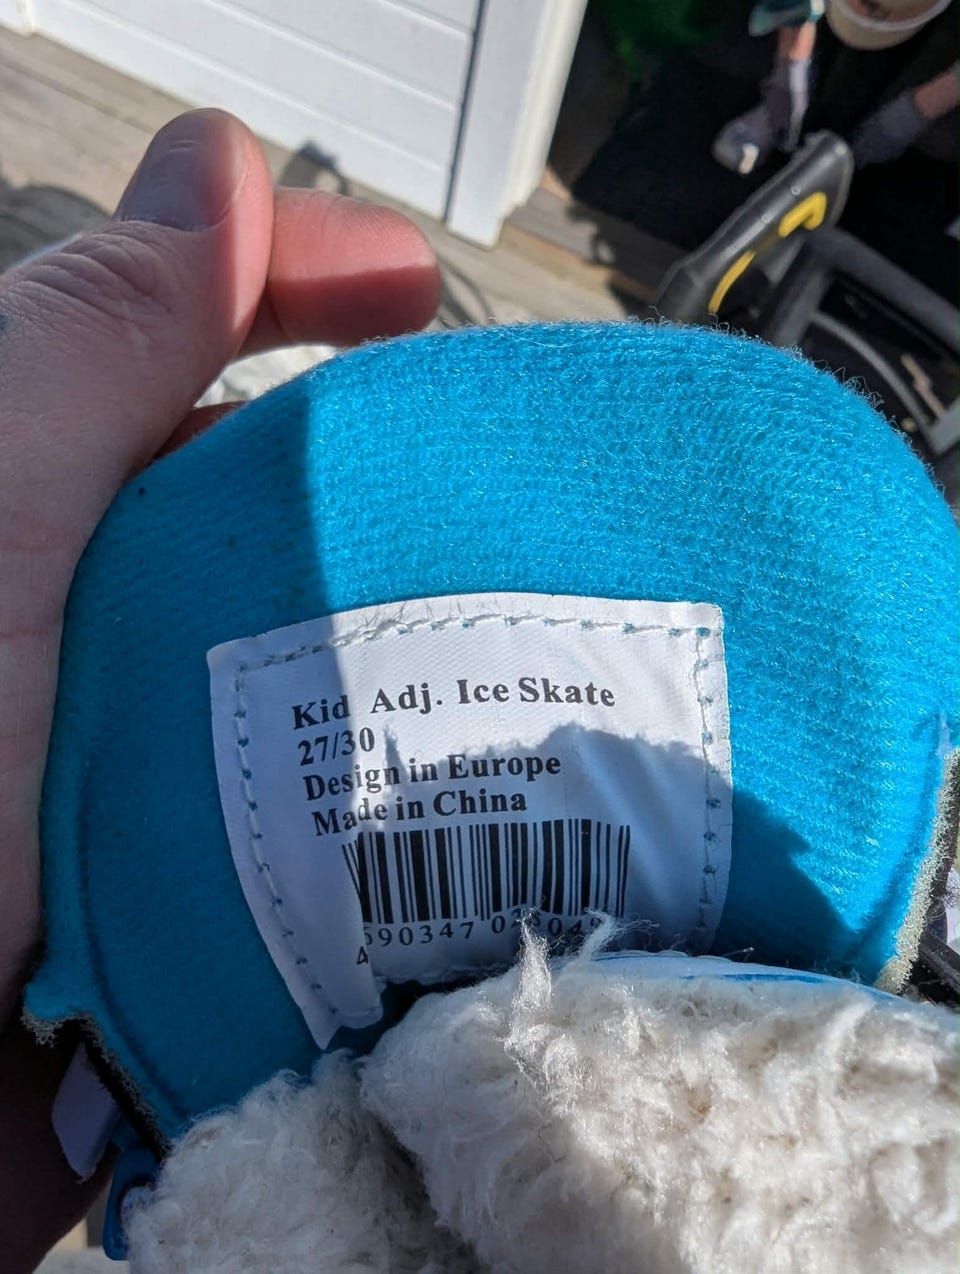 Kid Adj. Ice Skate
27/30
Design in Europe
Made in China